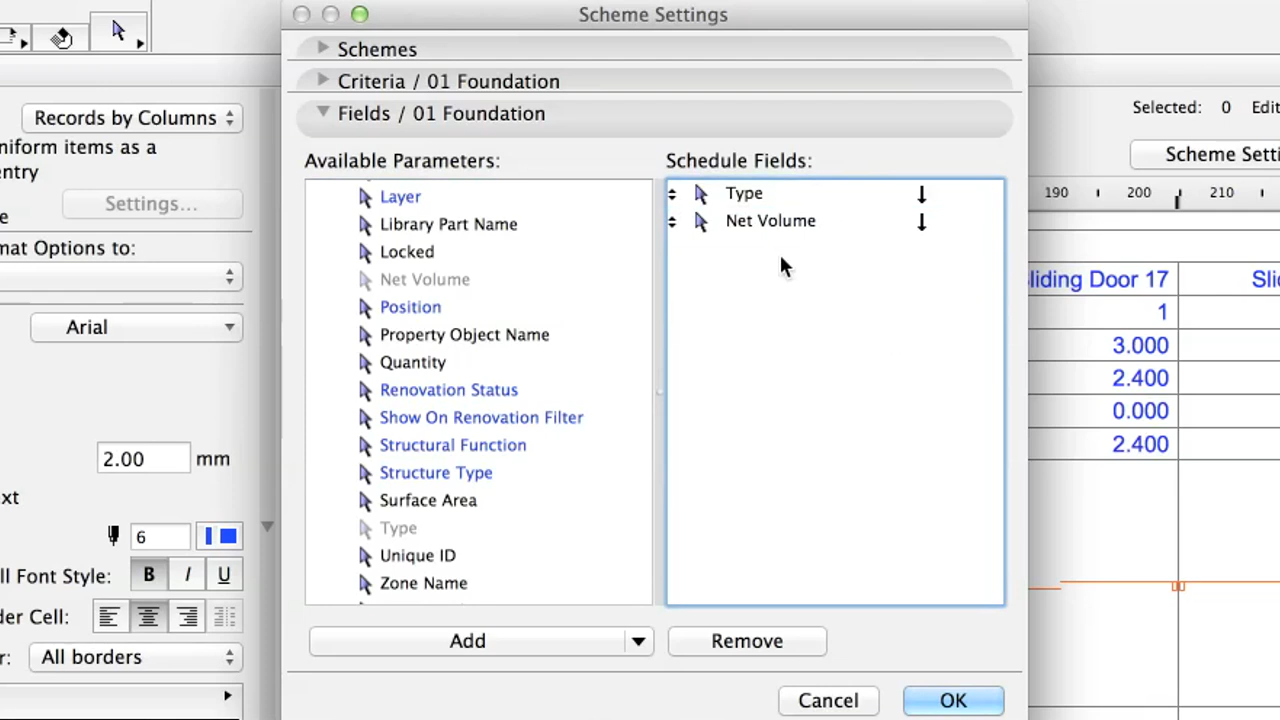 Scheme Settings
Schemes
Criteria / 01 Foundation
Fields / 01 Foundation
Available Parameters:
Layer
Library Part Name
Locked
Net Volume
Position
Property Object Name
Quantity
Renovation Status
Show On Renovation Filter
Structural Function
Structure Type
Surface Area
Type
Unique ID
Zone Name
Add
Schedule Fields:
Type
Net Volume
Remove
Cancel
OK
Records by Columns
niform items as a
entry
Settings...
mat Options to:
Arial
2.00 mm
xt
6
ll Font Style: B I U
der Cell:
r: All borders
Selected: 0 Edit
Scheme Setti
190 200 210
liding Door 17 Slic
1
3.000
2.400
0.000
2.400